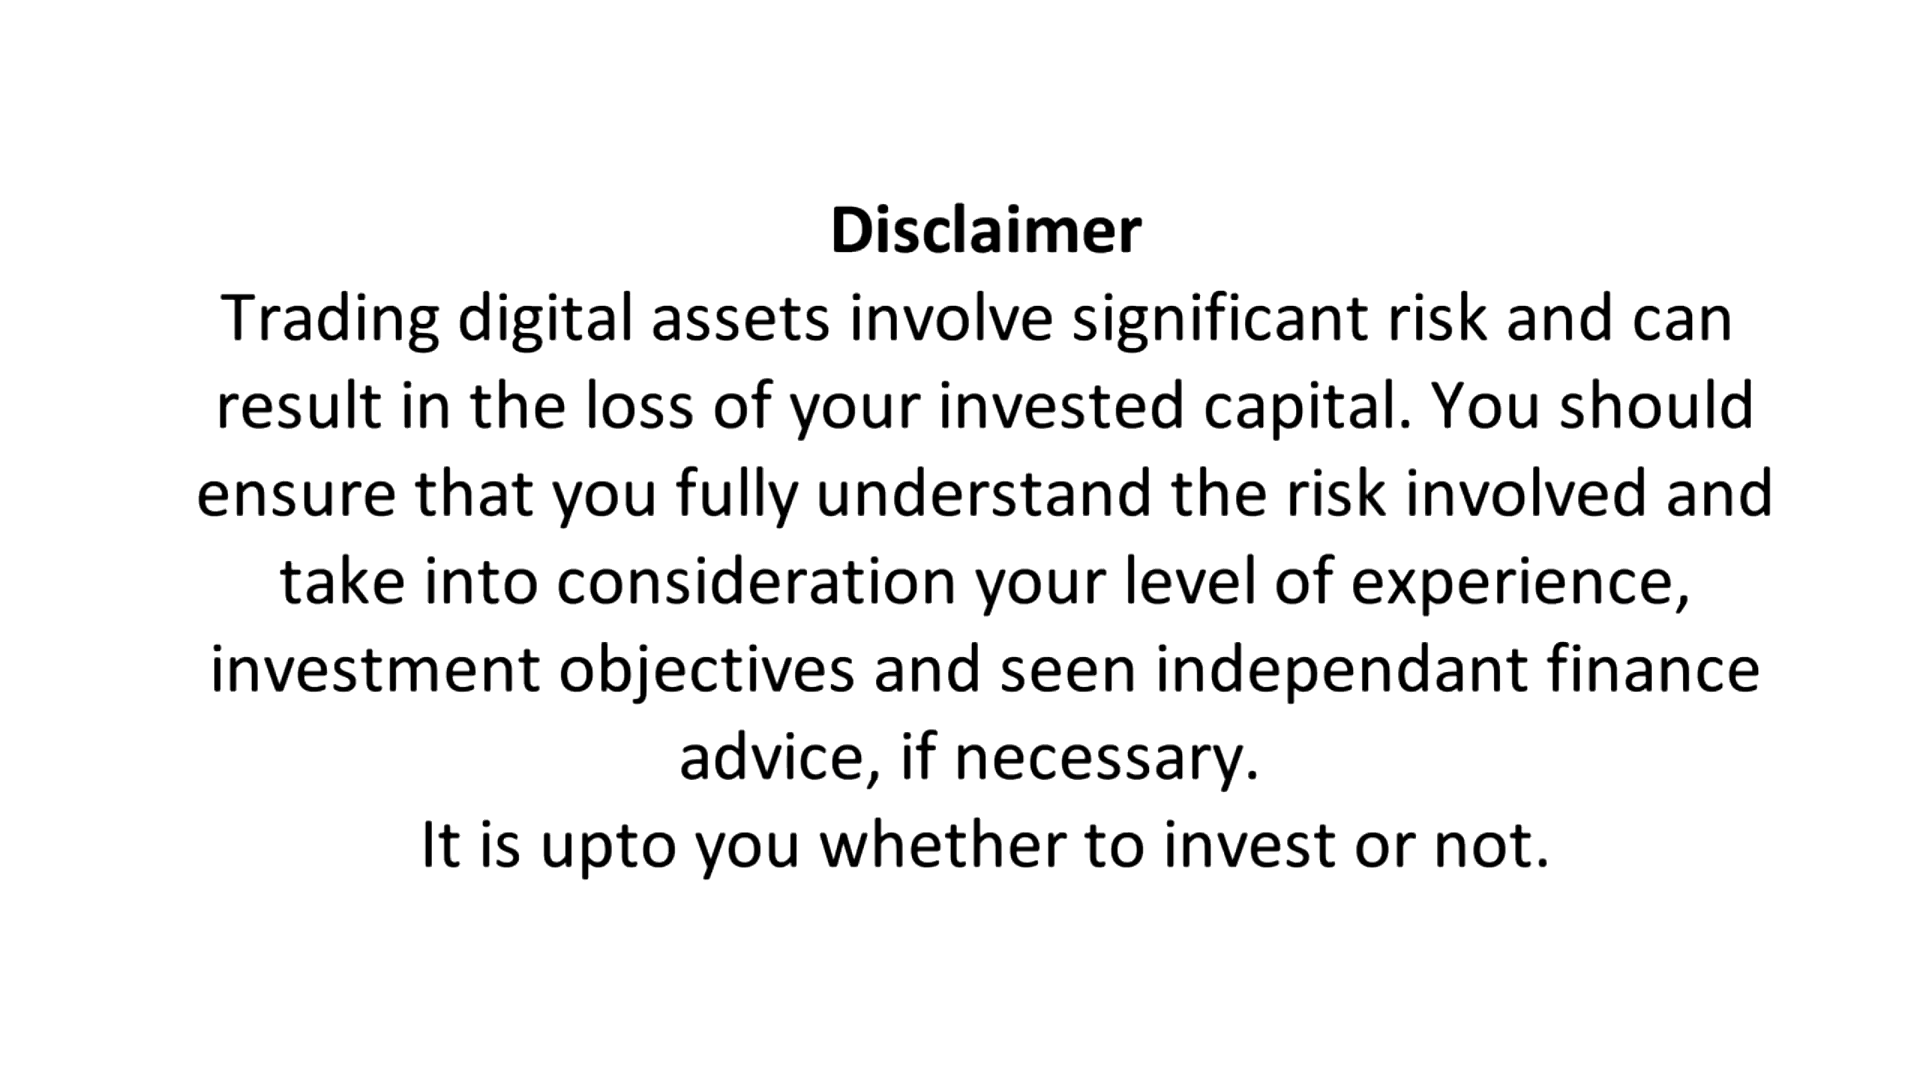 Disclaimer
Trading digital assets involve significant risk and can
result in the loss of your invested capital. You should
ensure that you fully understand the risk involved and
take into consideration your level of experience,
investment objectives and seen independant finance
advice, if necessary.
It is upto you whether to invest or not.